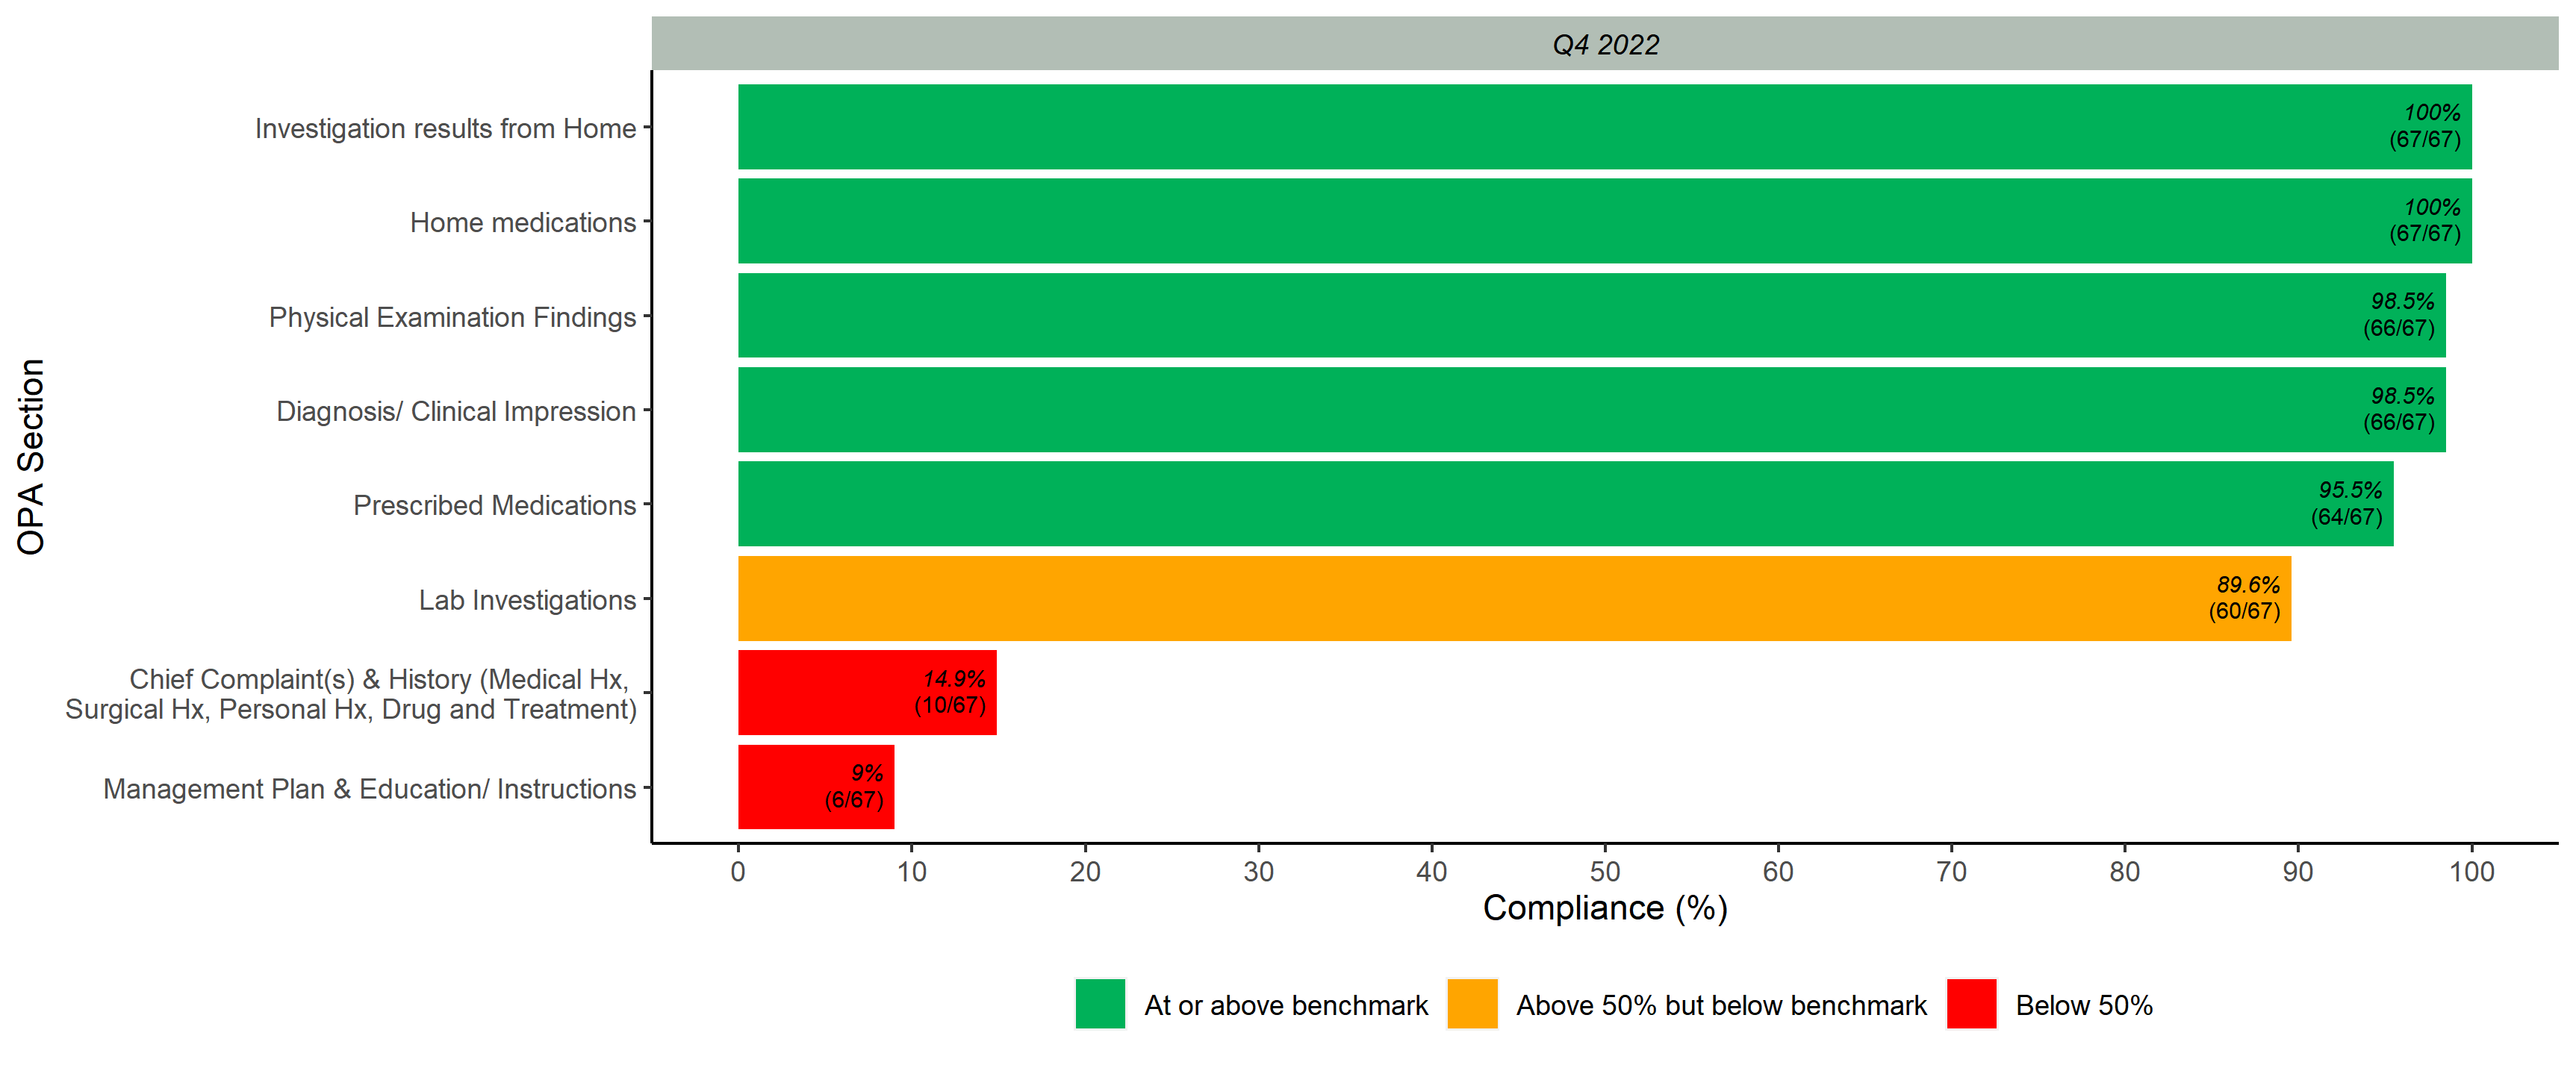 Q4 2022
OPA Section
Investigation results from Home
100%
(67/67)
Home medications
100%
(67/67)
Physical Examination Findings
98.5%
(66/67)
Diagnosis/ Clinical Impression
98.5%
(66/67)
Prescribed Medications
95.5%
(64/67)
Lab Investigations
89.6%
(60/67)
Chief Complaint(s) & History (Medical Hx,
Surgical Hx, Personal Hx, Drug and Treatment)
14.9%
(10/67)
Management Plan & Education/ Instructions
9%
(6/67)
0 10 20 30 40 50 60 70 80 90 100
Compliance (%)
At or above benchmark Above 50% but below benchmark Below 50%